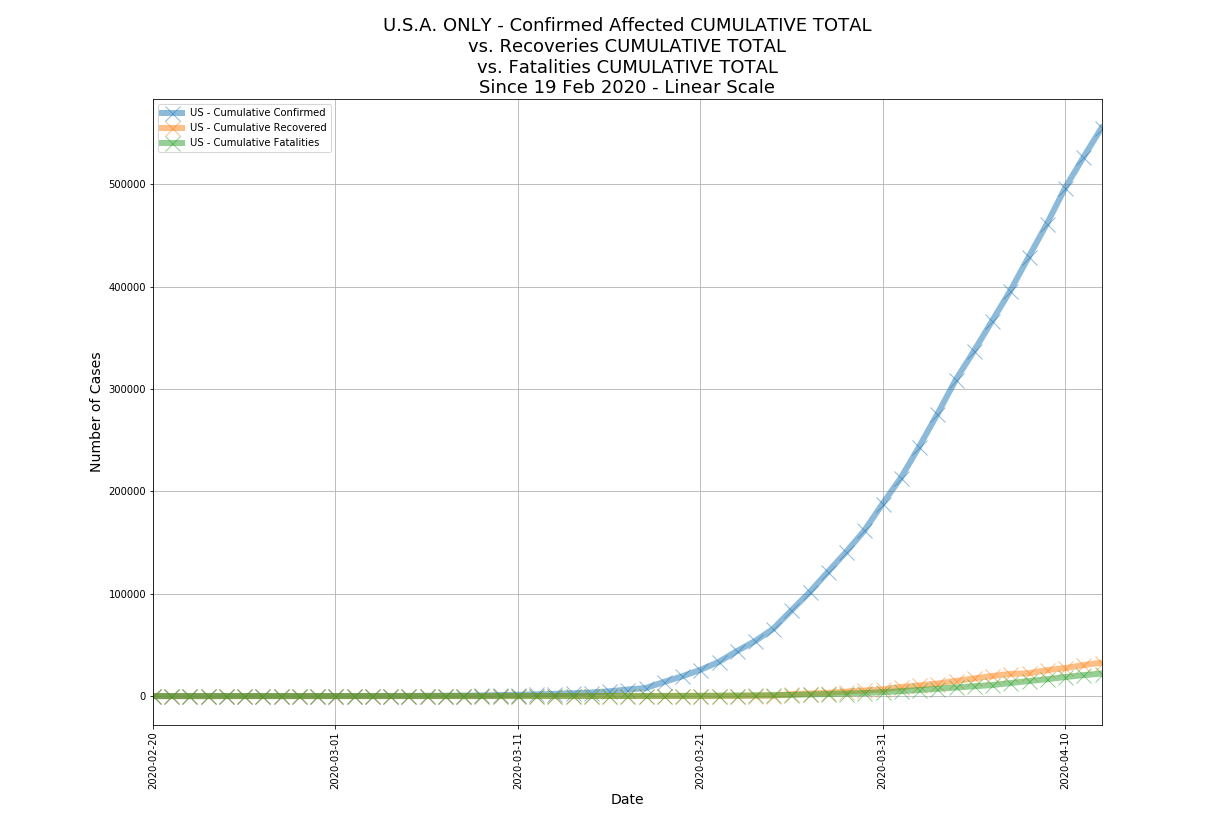 U.S.A. ONLY - Confirmed Affected CUMULATIVE TOTAL
vs. Recoveries CUMULATIVE TOTAL
vs. Fatalities CUMULATIVE TOTAL
Since 19 Feb 2020 - Linear Scale
US - Cumulative Confirmed
US - Cumulative Recovered
US - Cumulative Fatalities
Number of Cases
500000
400000
300000
200000
100000
0
2020-02-20
2020-03-01
2020-03-11
2020-03-21
2020-03-31
2020-04-10
Date